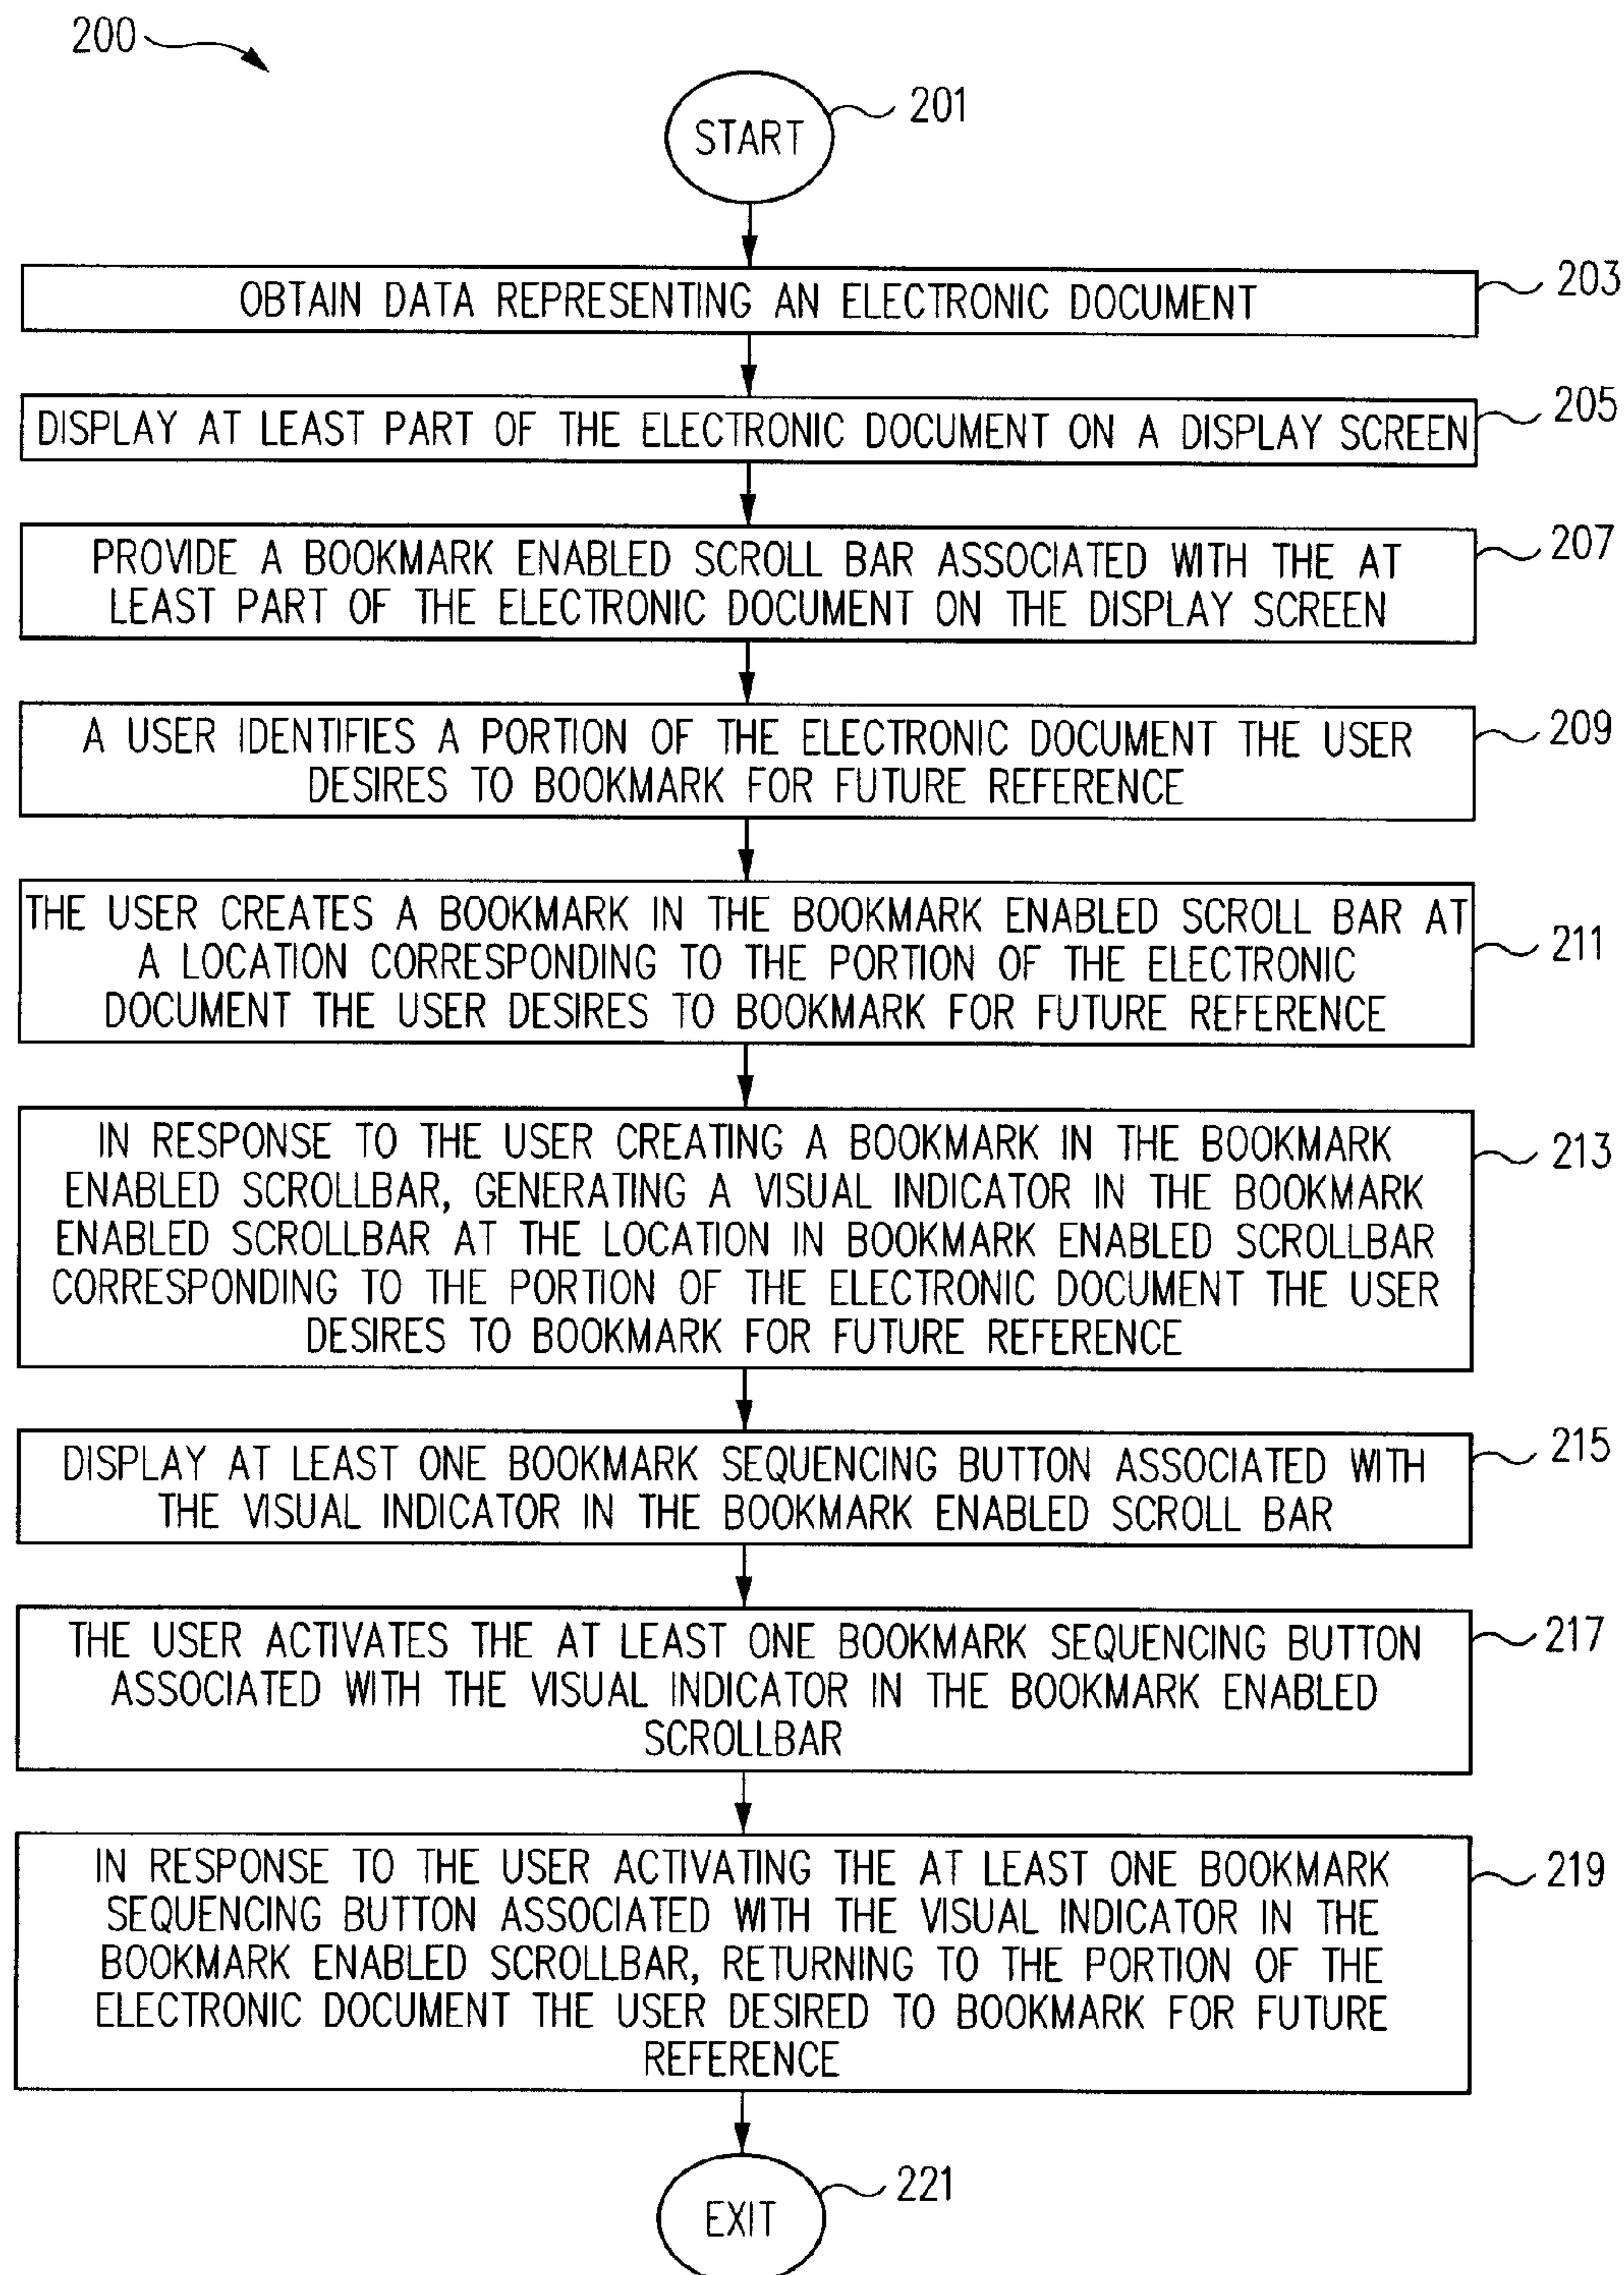 200
START
201
OBTAIN DATA REPRESENTING AN ELECTRONIC DOCUMENT
203
DISPLAY AT LEAST PART OF THE ELECTRONIC DOCUMENT ON A DISPLAY SCREEN
205
PROVIDE A BOOKMARK ENABLED SCROLL BAR ASSOCIATED WITH THE AT
LEAST PART OF THE ELECTRONIC DOCUMENT ON THE DISPLAY SCREEN
207
A USER IDENTIFIES A PORTION OF THE ELECTRONIC DOCUMENT THE USER
DESIRES TO BOOKMARK FOR FUTURE REFERENCE
209
THE USER CREATES A BOOKMARK IN THE BOOKMARK ENABLED SCROLL BAR AT
A LOCATION CORRESPONDING TO THE PORTION OF THE ELECTRONIC
DOCUMENT THE USER DESIRES TO BOOKMARK FOR FUTURE REFERENCE
211
IN RESPONSE TO THE USER CREATING A BOOKMARK IN THE BOOKMARK
ENABLED SCROLLBAR, GENERATING A VISUAL INDICATOR IN THE BOOKMARK
ENABLED SCROLLBAR AT THE LOCATION IN BOOKMARK ENABLED SCROLLBAR
CORRESPONDING TO THE PORTION OF THE ELECTRONIC DOCUMENT THE USER
DESIRES TO BOOKMARK FOR FUTURE REFERENCE
213
DISPLAY AT LEAST ONE BOOKMARK SEQUENCING BUTTON ASSOCIATED WITH
THE VISUAL INDICATOR IN THE BOOKMARK ENABLED SCROLL BAR
215
THE USER ACTIVATES THE AT LEAST ONE BOOKMARK SEQUENCING BUTTON
ASSOCIATED WITH THE VISUAL INDICATOR IN THE BOOKMARK ENABLED
SCROLLBAR
217
IN RESPONSE TO THE USER ACTIVATING THE AT LEAST ONE BOOKMARK
SEQUENCING BUTTON ASSOCIATED WITH THE VISUAL INDICATOR IN THE
BOOKMARK ENABLED SCROLLBAR, RETURNING TO THE PORTION OF THE
ELECTRONIC DOCUMENT THE USER DESIRED TO BOOKMARK FOR FUTURE
REFERENCE
219
EXIT
221